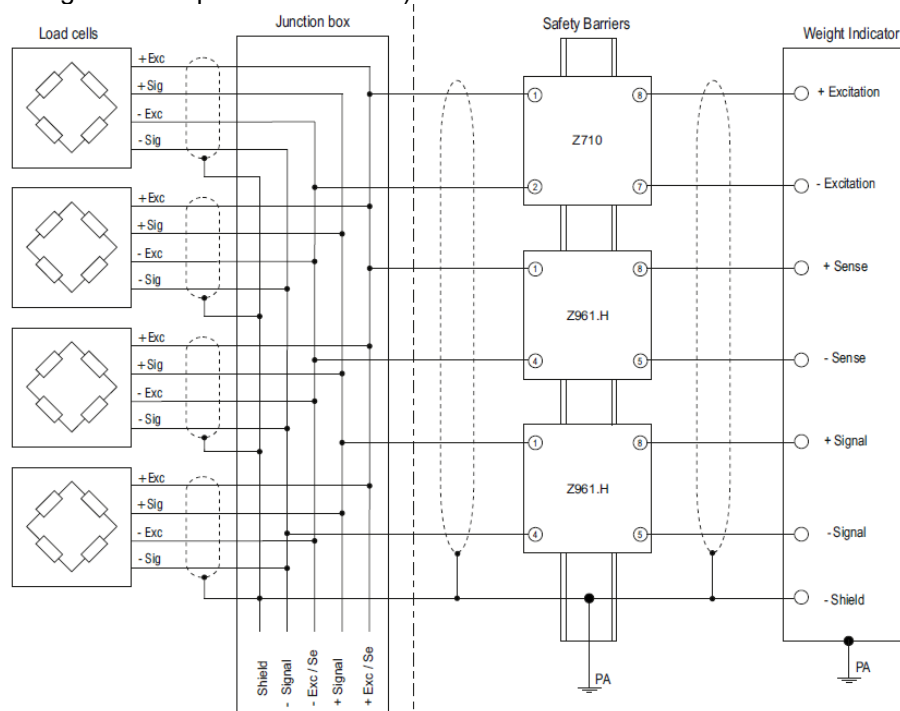 Load cells
Junction box
Safety Barriers
Weight Indicator
+ Exc
+ Sig
- Exc
- Sig
+ Exc
+ Sig
- Exc
- Sig
+ Exc
+ Sig
- Exc
- Sig
+ Exc
+ Sig
- Exc
- Sig
Shield
- Signal
- Exc / Se
+ Signal
+ Exc / Se
1
8
Z710
2
7
1
8
Z961.H
4
5
1
8
Z961.H
4
5
PA
+ Excitation
- Excitation
+ Sense
- Sense
+ Signal
- Signal
- Shield
PA